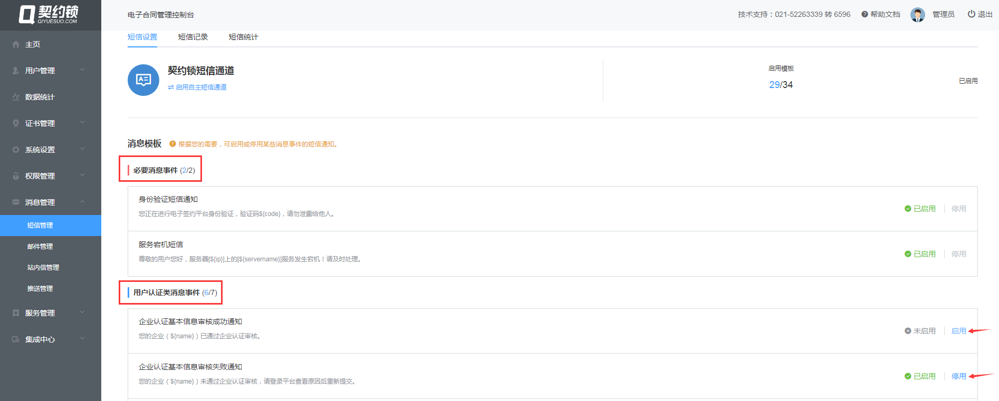 契约锁
QIYUESUO.COM
电子合同管理控制台
技术支持：021-52263339 转 6596
帮助文档
管理员
退出
主页
用户管理
数据统计
证书管理
系统设置
权限管理
消息管理
短信管理
邮件管理
站内信管理
推送管理
服务管理
集成中心
短信设置
短信记录
短信统计
契约锁短信通道
启用自主短信通道
启用模板
29/34
已启用
消息模板
根据您的需要，可启用或停用某些消息事件的短信通知。
必要消息事件 (2/2)
身份验证短信通知
您正在进行电子签约平台身份验证，验证码${code}，请勿泄露给他人。
已启用
停用
服务宕机短信
尊敬的用户您好，服务器[${ip}]上的[${servername}]服务发生宕机！请及时处理。
已启用
停用
用户认证类消息事件 (6/7)
企业认证基本信息审核成功通知
您的企业（${name}）已通过企业认证审核。
未启用
启用
企业认证基本信息审核失败通知
您的企业（${name}）未通过企业认证审核，请登录平台查看原因后重新提交。
已启用
停用